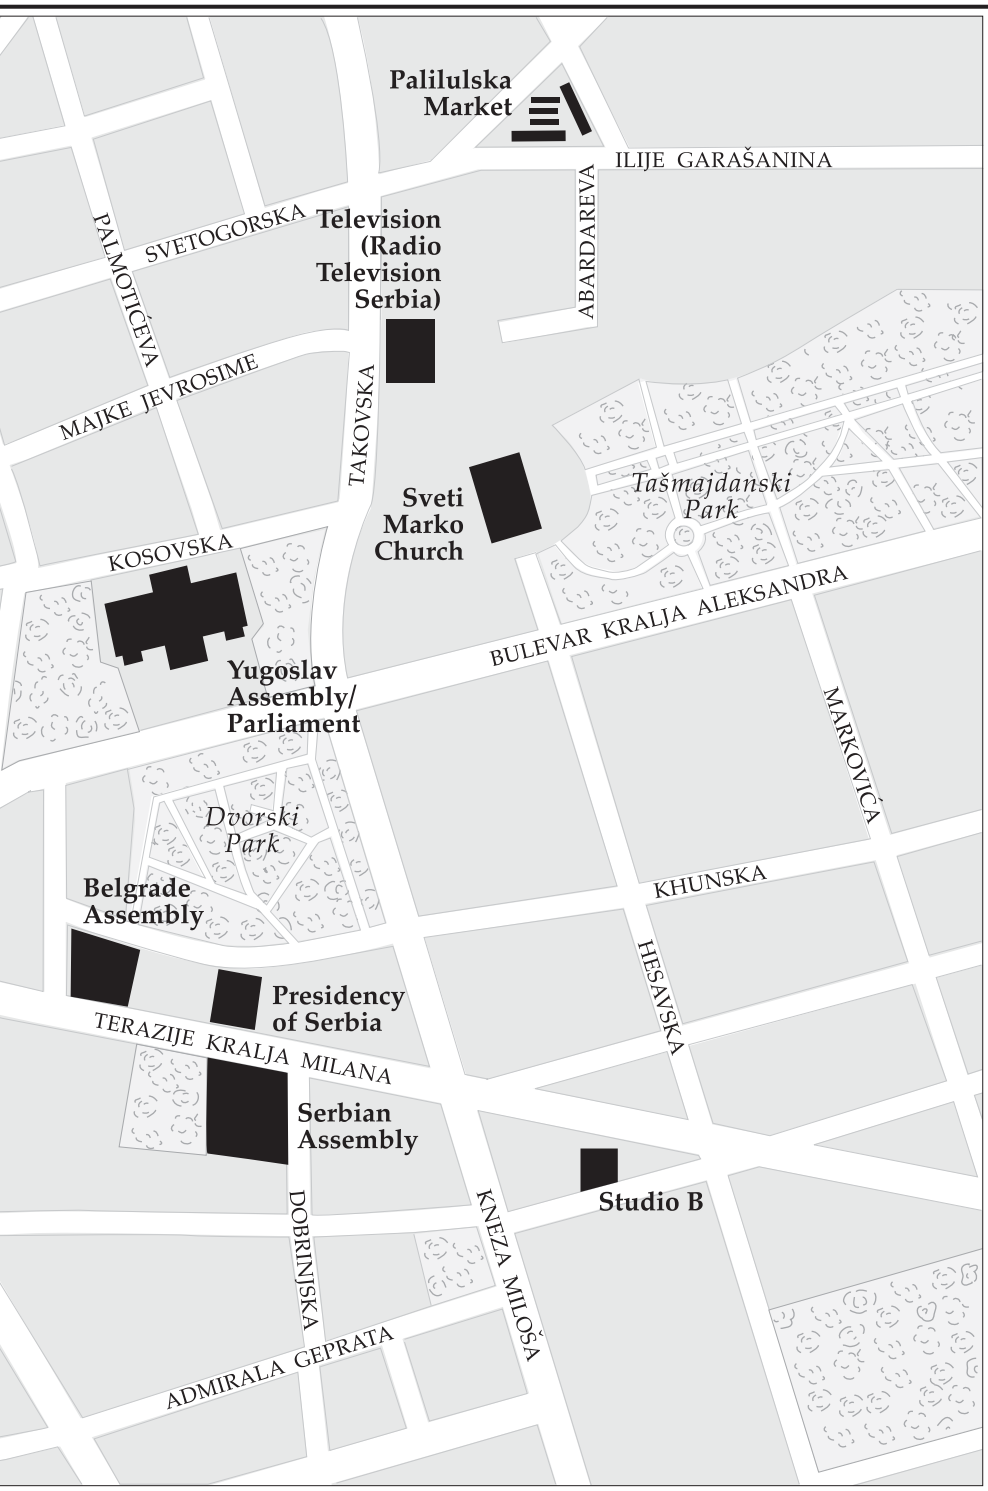 Palilulska
Market
ILIJE GARAŠANINA
ABARDAREVA
PALMOTIĆEVA
SVETOGORSKA
Television
(Radio
Television
Serbia)
MAJKE JEVROSIME
TAKOVSKA
Tašmajdanski
Park
Sveti
Marko
Church
KOSOVSKA
BULEVAR KRALJA ALEKSANDRA
Yugoslav
Assembly/
Parliament
MARKOVIĆA
Dvorski
Park
Belgrade
Assembly
KHUNSKA
HESAVSKA
Presidency
of Serbia
TERAZIJE KRALJA MILANA
Serbian
Assembly
Studio B
DOBRINJSKA
KNEZA MILOŠA
ADMIRALA GEPRATA